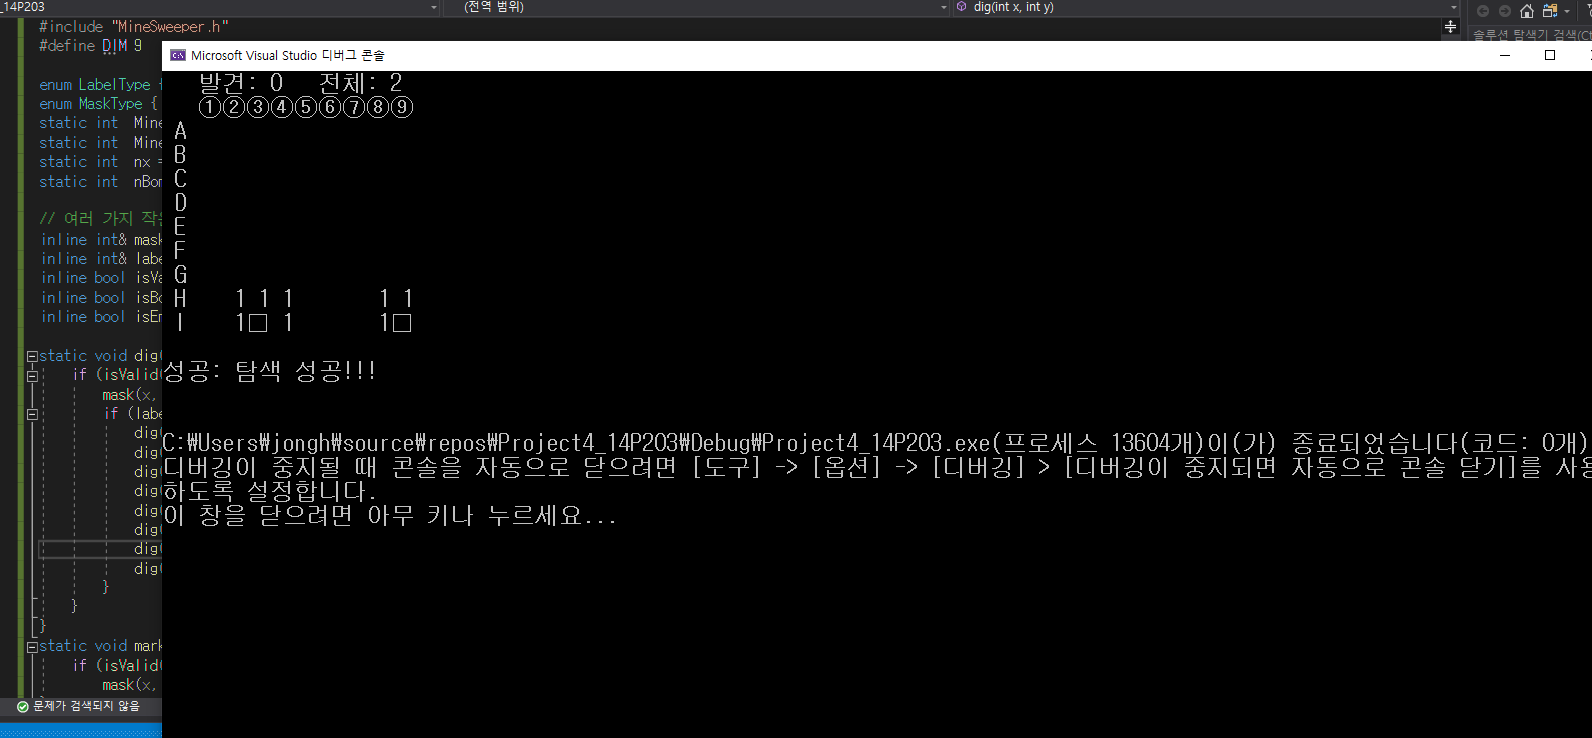 _14P203
(전역 범위)
dig(int x, int y)
솔루션 탐색기 검색(Ct
#include "MineSweeper.h"
#define DIM 9
Microsoft Visual Studio 디버그 콘솔
enum LabelType {
enum MaskType {
static int Mine
static int Mine
static int nx =
static int nBor
// 여러 가지 작은
inline int& mask
inline int& labe
inline bool isVa
inline bool isBo
inline bool isEm
static void dig(
if (isValid(
mask(x,
if (labe
dig(
dig(
dig(
dig(
dig(
dig(
dig(
dig(
}
}
}
static void mark
if (isValid(
mask(x,
문제가 검색되지 않음
발견: 0 전체: 2
①②③④⑤⑥⑦⑧⑨
A
B
C
D
E
F
G
H 1 1 1 1 1
I 1□ 1 1□
성공: 탐색 성공!!!
C:₩Users₩jongh₩source₩repos₩Project4_14P203₩Debug₩Project4_14P203.exe(프로세스 13604개)이(가) 종료되었습니다(코드: 0개)
디버깅이 중지될 때 콘솔을 자동으로 닫으려면 [도구] -> [옵션] -> [디버깅] > [디버깅이 중지되면 자동으로 콘솔 닫기]를 사용
하도록 설정합니다.
이 창을 닫으려면 아무 키나 누르세요...